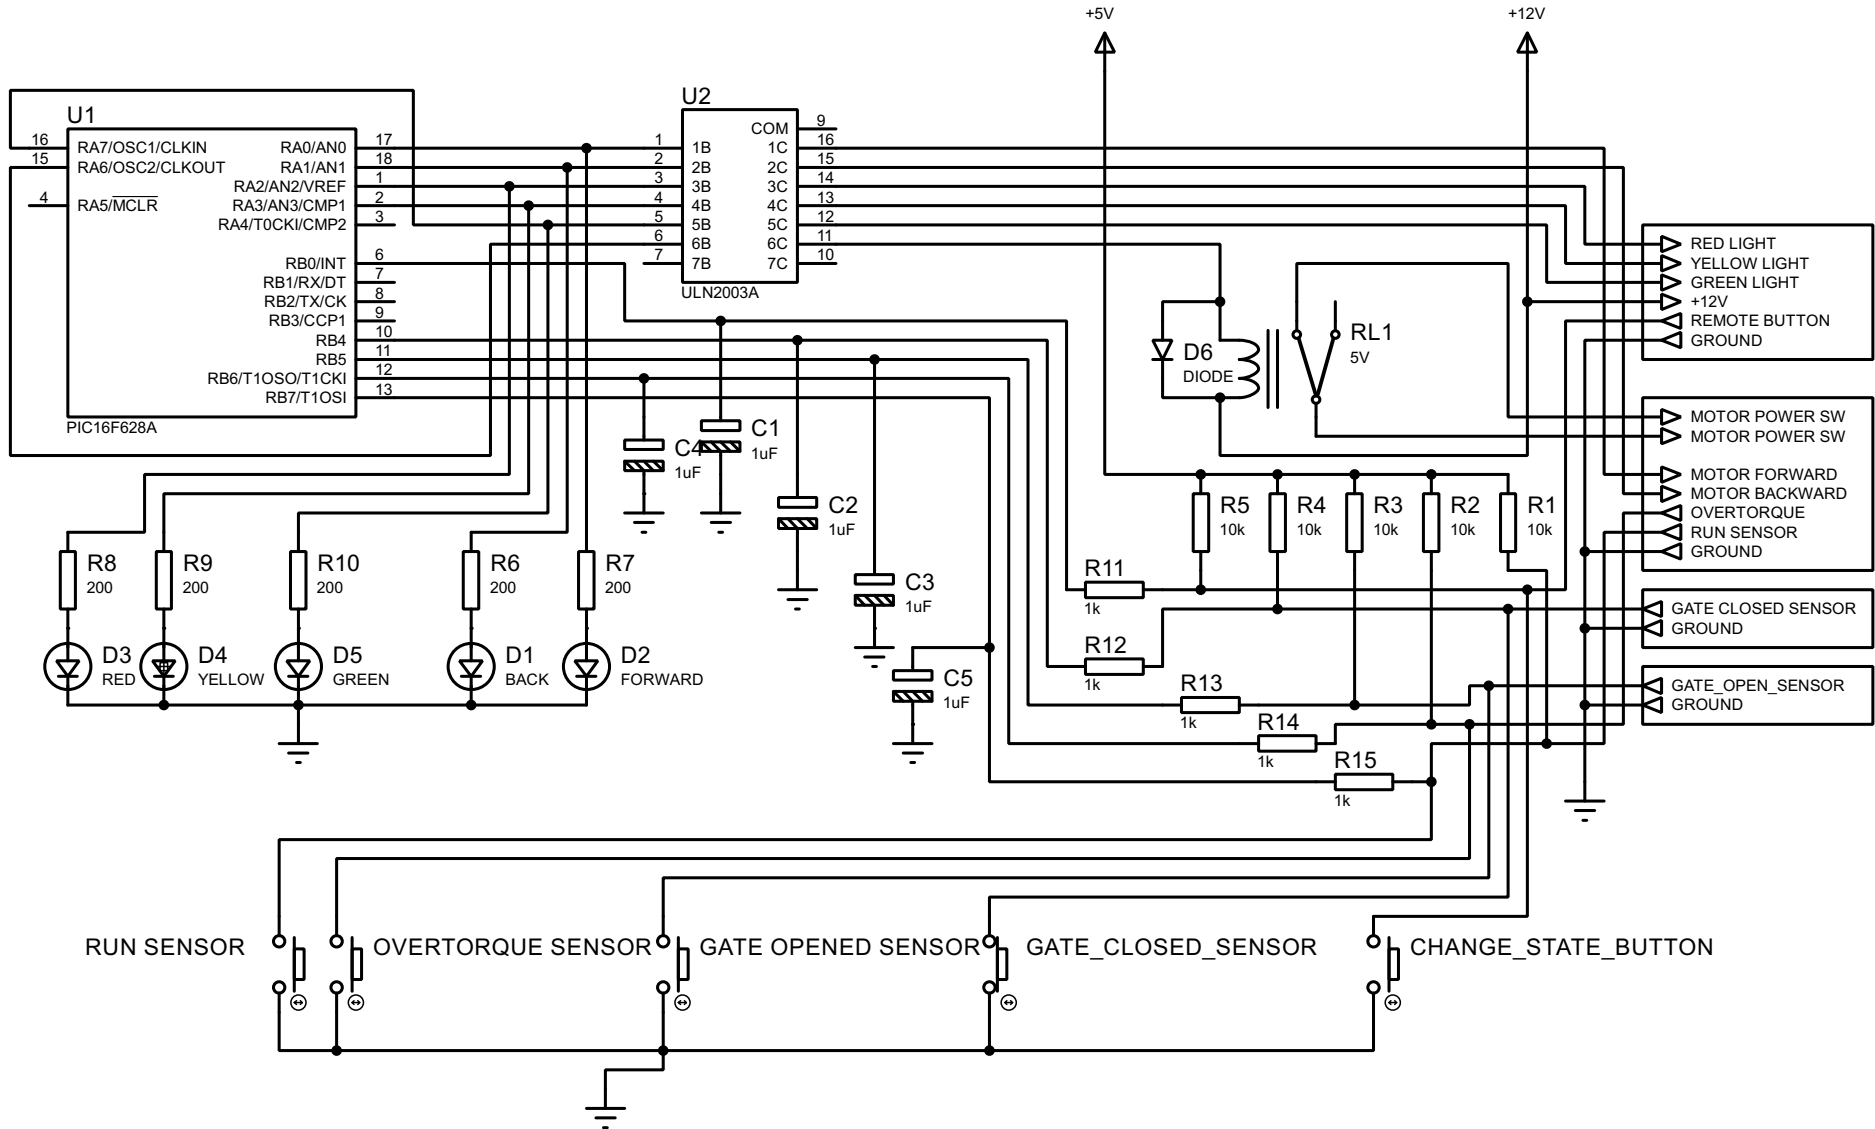 +5V
+12V
U1
16
15
4
RA7/OSC1/CLKIN
RA6/OSC2/CLKOUT
RA5/MCLR
RA0/AN0
RA1/AN1
RA2/AN2/VREF
RA3/AN3/CMP1
RA4/T0CKI/CMP2
RB0/INT
RB1/RX/DT
RB2/TX/CK
RB3/CCP1
RB4
RB5
RB6/T1OSO/T1CKI
RB7/T1OSI
17
18
1
2
3
6
7
8
9
10
11
12
13
PIC16F628A
U2
1
2
3
4
5
6
7
1B
2B
3B
4B
5B
6B
7B
COM
1C
2C
3C
4C
5C
6C
7C
9
16
15
14
13
12
11
10
ULN2003A
D6
DIODE
RL1
5V
RED LIGHT
YELLOW LIGHT
GREEN LIGHT
+12V
REMOTE BUTTON
GROUND
MOTOR POWER SW
MOTOR POWER SW
MOTOR FORWARD
MOTOR BACKWARD
OVERTORQUE
RUN SENSOR
GROUND
GATE CLOSED SENSOR
GROUND
GATE_OPEN_SENSOR
GROUND
C4
1uF
C1
1uF
C2
1uF
C3
1uF
C5
1uF
R5
10k
R4
10k
R3
10k
R2
10k
R1
10k
R11
1k
R12
1k
R13
1k
R14
1k
R15
1k
R8
200
R9
200
R10
200
R6
200
R7
200
D3
RED
D4
YELLOW
D5
GREEN
D1
BACK
D2
FORWARD
RUN SENSOR
OVERTORQUE SENSOR
GATE OPENED SENSOR
GATE_CLOSED_SENSOR
CHANGE_STATE_BUTTON